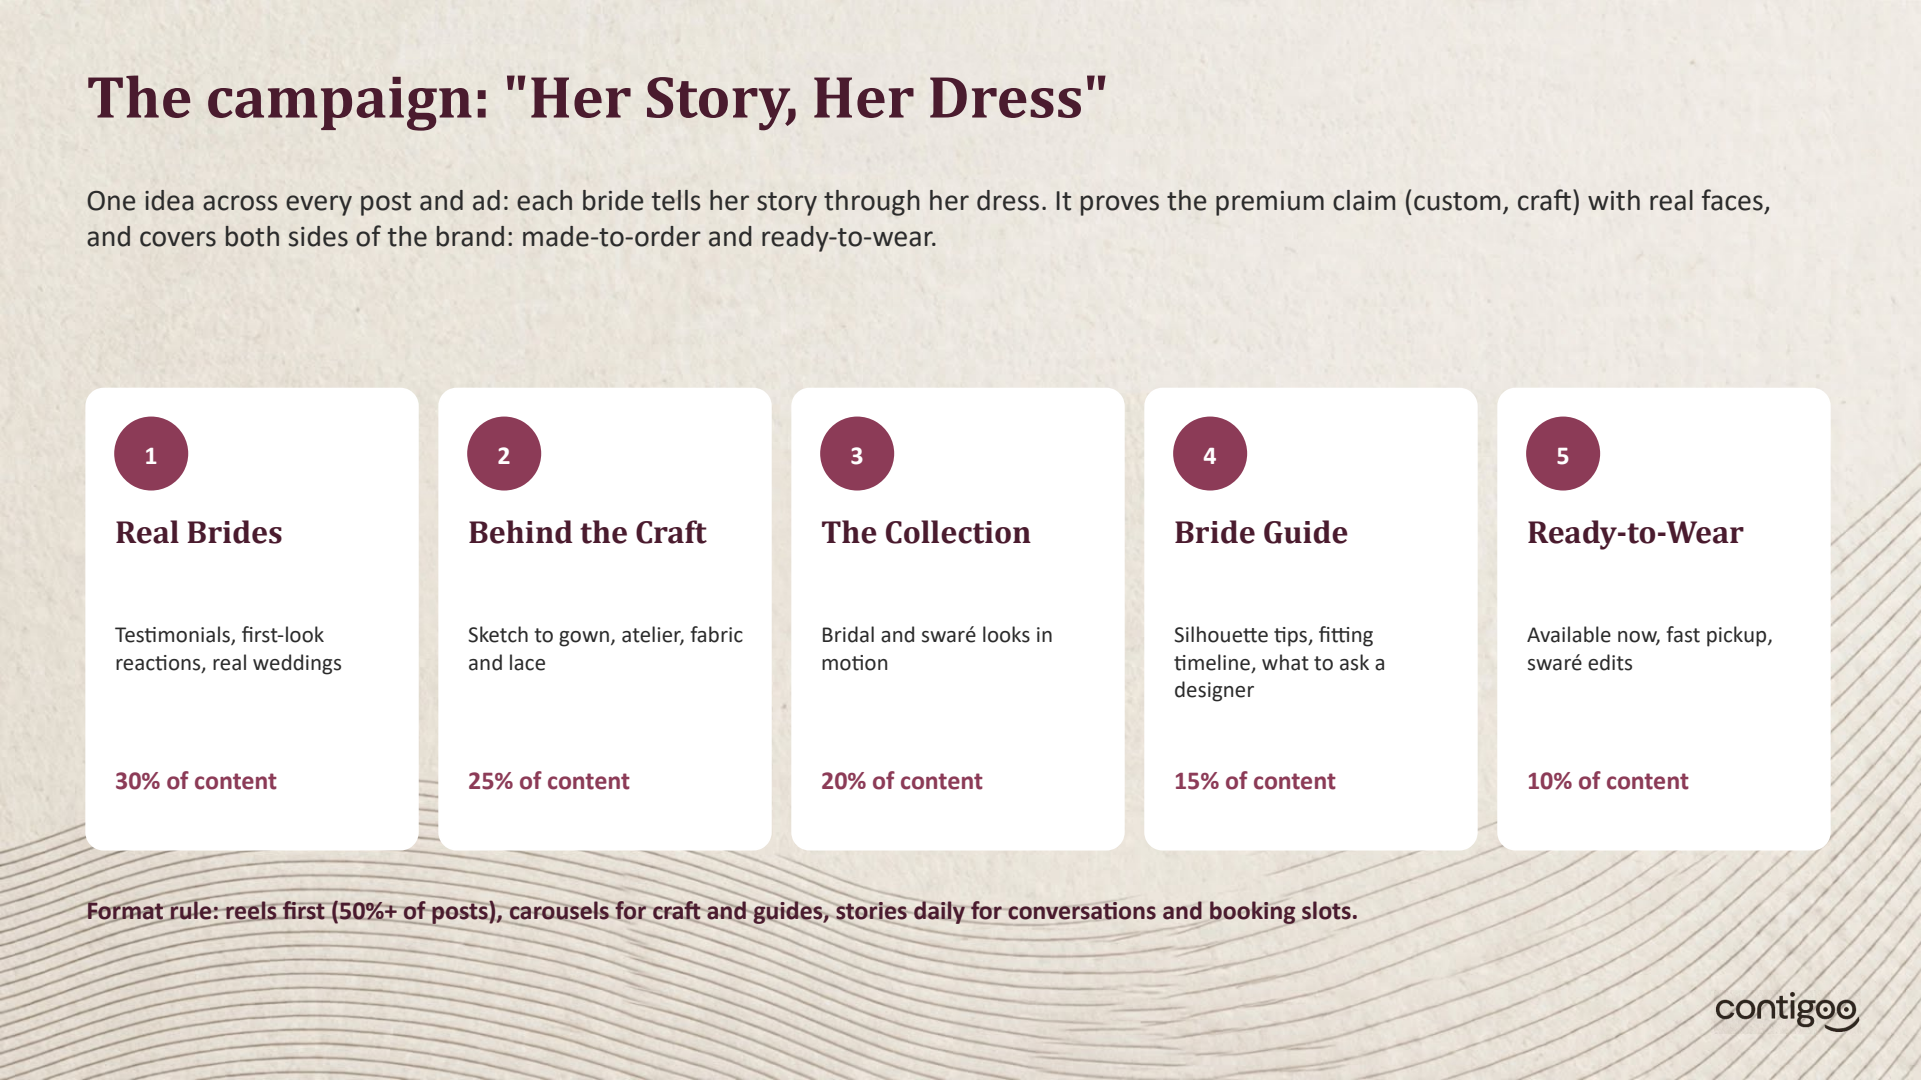 The campaign: "Her Story, Her Dress"
One idea across every post and ad: each bride tells her story through her dress. It proves the premium claim (custom, craft) with real faces,
and covers both sides of the brand: made-to-order and ready-to-wear.
1
Real Brides
Testimonials, first-look
reactions, real weddings
30% of content
2
Behind the Craft
Sketch to gown, atelier, fabric
and lace
25% of content
3
The Collection
Bridal and swaré looks in
motion
20% of content
4
Bride Guide
Silhouette tips, fitting
timeline, what to ask a
designer
15% of content
5
Ready-to-Wear
Available now, fast pickup,
swaré edits
10% of content
Format rule: reels first (50%+ of posts), carousels for craft and guides, stories daily for conversations and booking slots.
contigoo